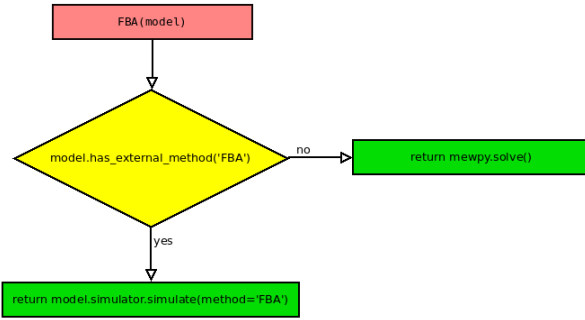 FBA(model)
model.has_external_method('FBA')
no
return mewpy.solve()
yes
return model.simulator.simulate(method='FBA')